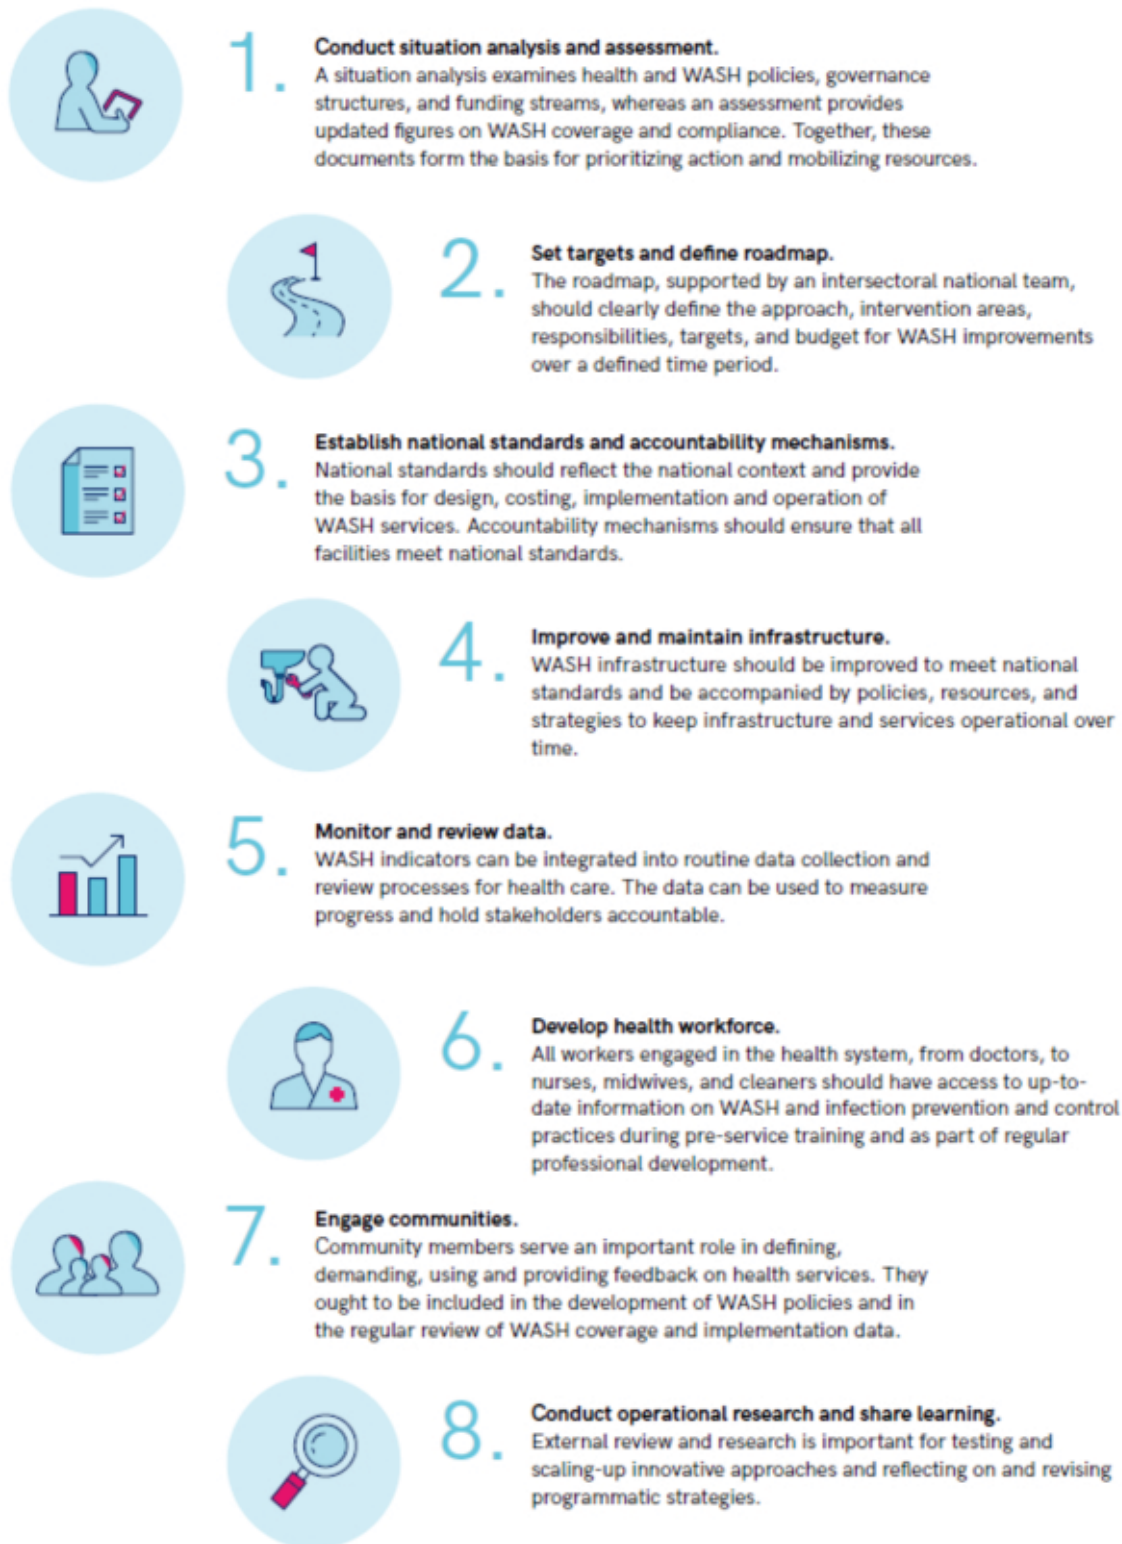 1.
Conduct situation analysis and assessment.
A situation analysis examines health and WASH policies, governance
structures, and funding streams, whereas an assessment provides
updated figures on WASH coverage and compliance. Together, these
documents form the basis for prioritizing action and mobilizing resources.
2.
Set targets and define roadmap.
The roadmap, supported by an intersectoral national team,
should clearly define the approach, intervention areas,
responsibilities, targets, and budget for WASH improvements
over a defined time period.
3.
Establish national standards and accountability mechanisms.
National standards should reflect the national context and provide
the basis for design, costing, implementation and operation of
WASH services. Accountability mechanisms should ensure that all
facilities meet national standards.
4.
Improve and maintain infrastructure.
WASH infrastructure should be improved to meet national
standards and be accompanied by policies, resources, and
strategies to keep infrastructure and services operational over
time.
5.
Monitor and review data.
WASH indicators can be integrated into routine data collection and
review processes for health care. The data can be used to measure
progress and hold stakeholders accountable.
6.
Develop health workforce.
All workers engaged in the health system, from doctors, to
nurses, midwives, and cleaners should have access to up-to-
date information on WASH and infection prevention and control
practices during pre-service training and as part of regular
professional development.
7.
Engage communities.
Community members serve an important role in defining,
demanding, using and providing feedback on health services. They
ought to be included in the development of WASH policies and in
the regular review of WASH coverage and implementation data.
8.
Conduct operational research and share learning.
External review and research is important for testing and
scaling-up innovative approaches and reflecting on and revising
programmatic strategies.